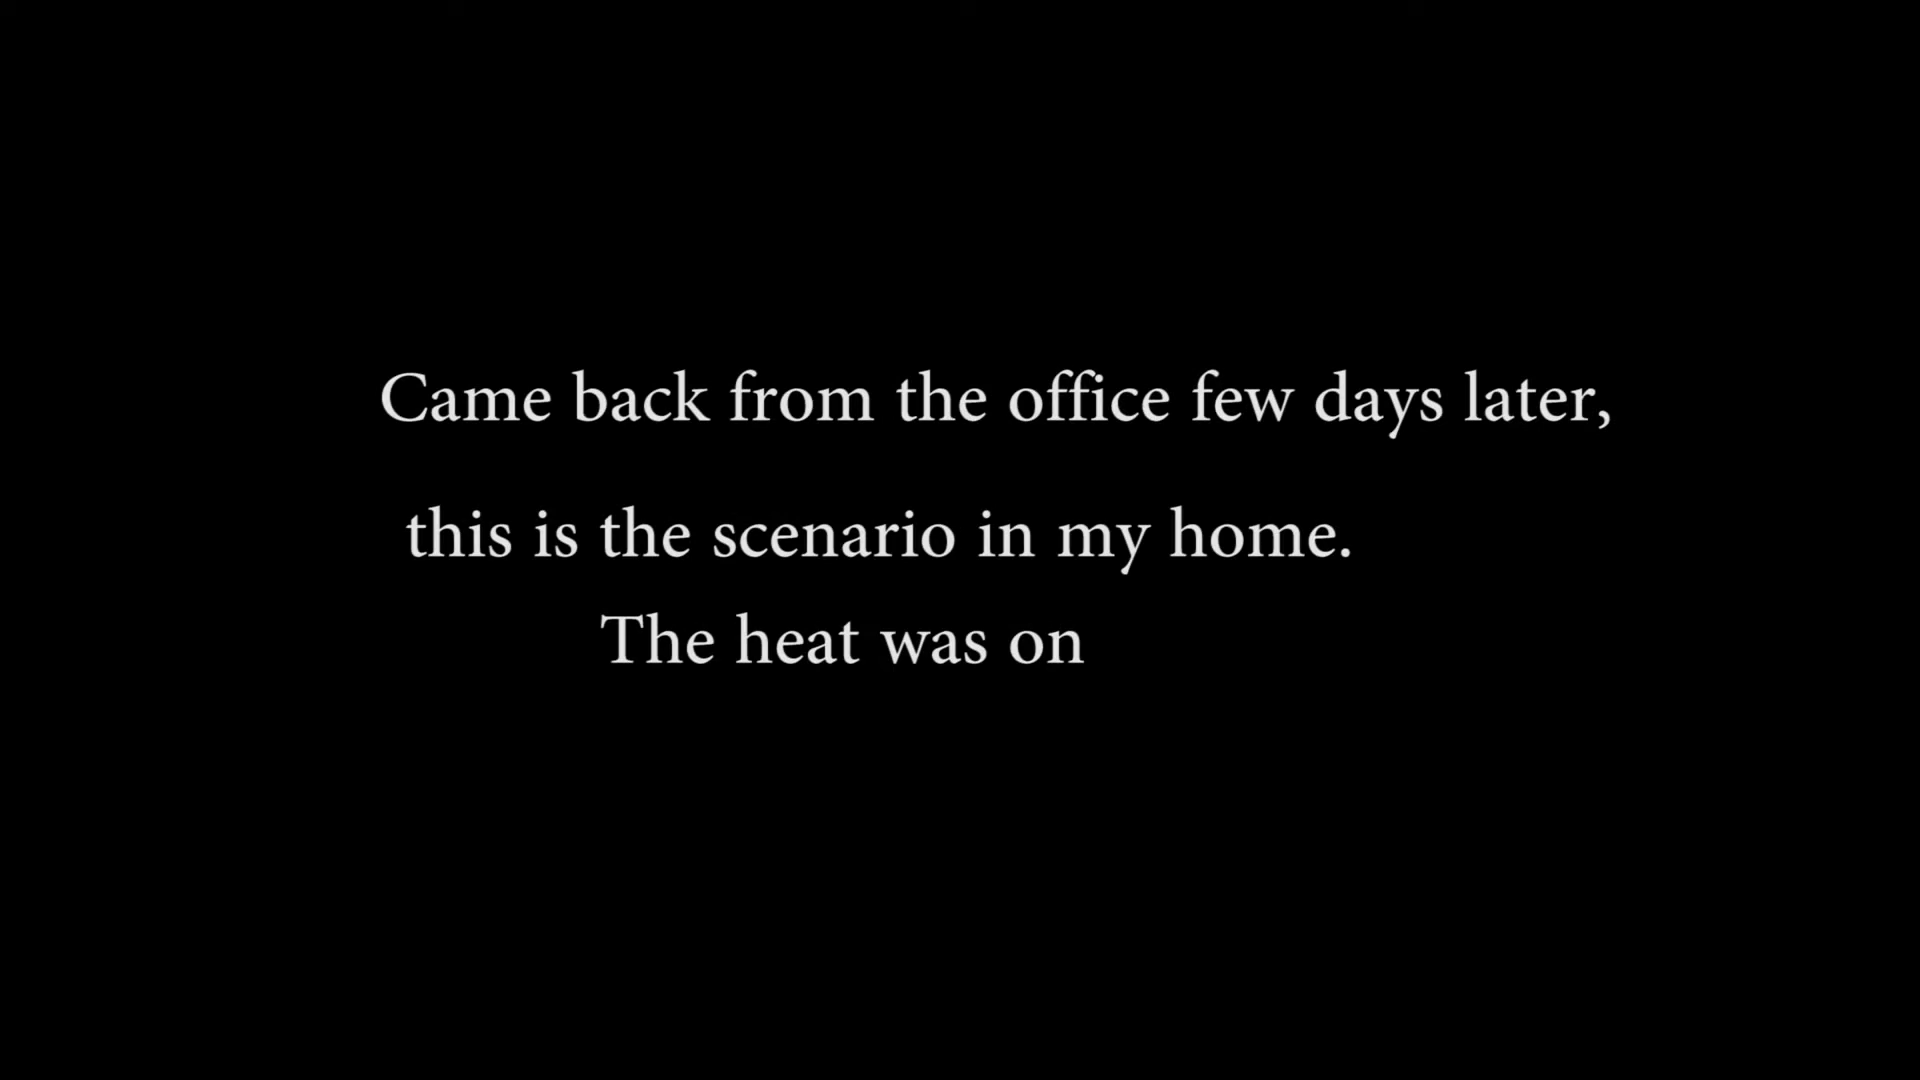 Came back from the office few days later,
this is the scenario in my home.
The heat was on